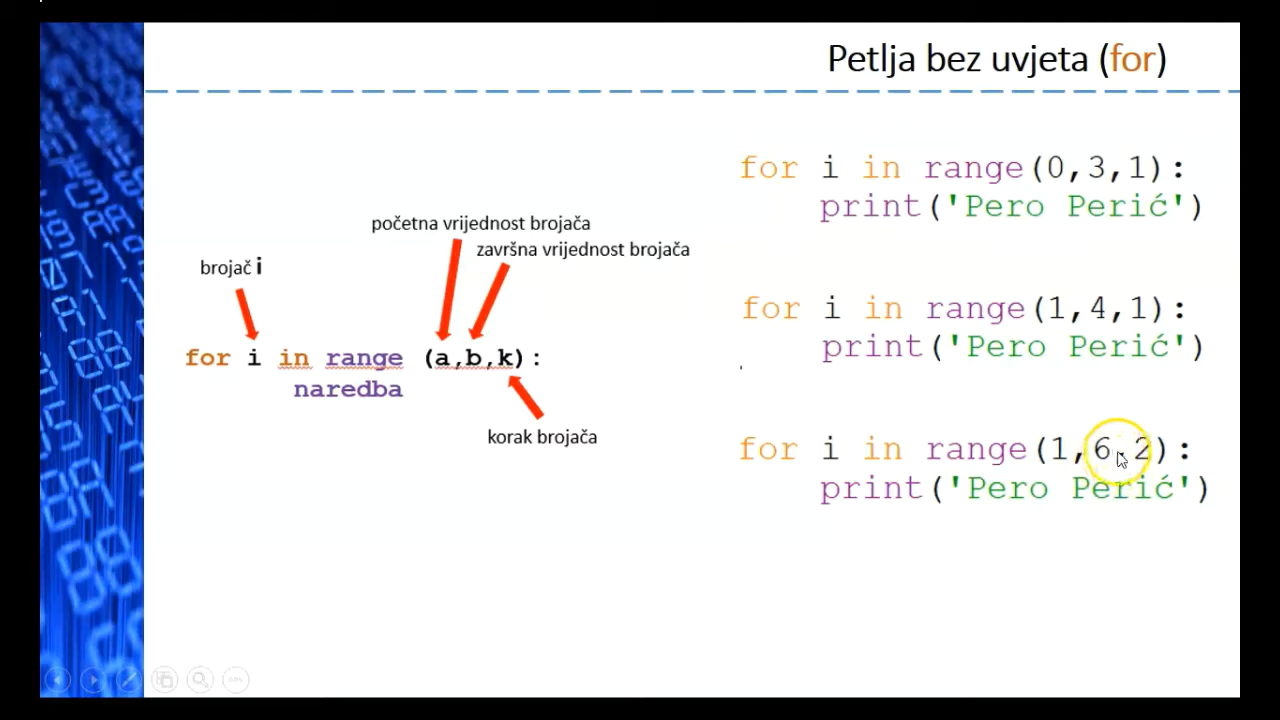 Petlja bez uvjeta (for)
početna vrijednost brojača
završna vrijednost brojača
brojač i
for i in range (a,b,k):
naredba
korak brojača
for i in range(0,3,1):
print('Pero Perić')
for i in range(1,4,1):
print('Pero Perić')
for i in range(1,6,2):
print('Pero Perić')